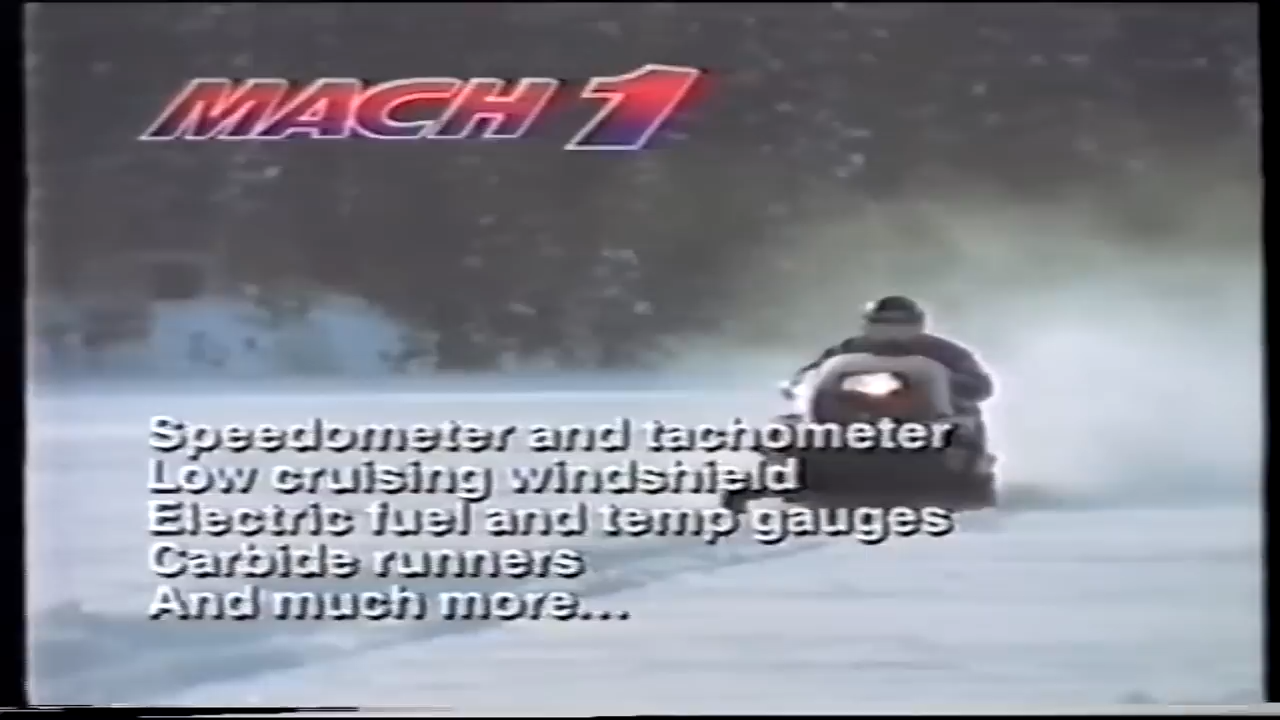 MACH 1
Speedometer and tachometer
Low cruising windshield
Electric fuel and temp gauges
Carbide runners
And much more...